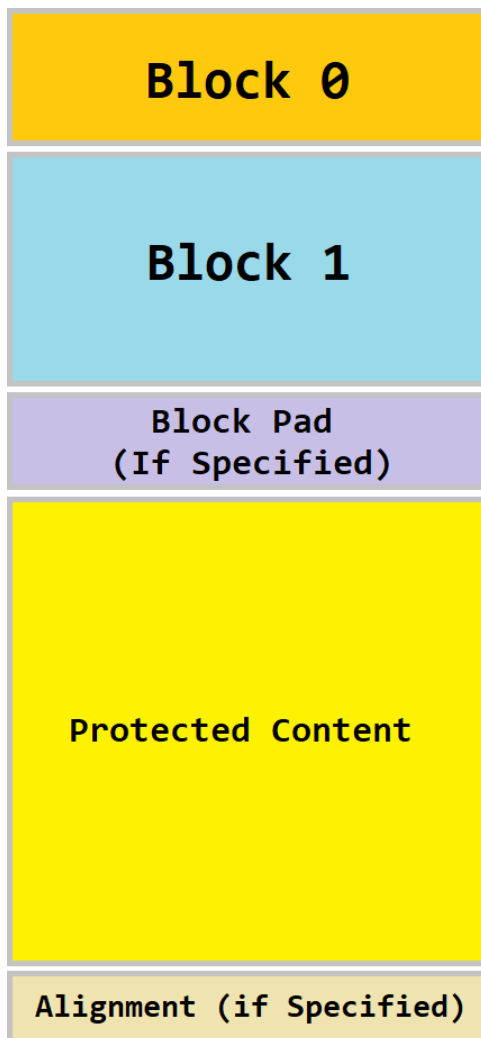 Block 0
Block 1
Block Pad
(If Specified)
Protected Content
Alignment (if Specified)